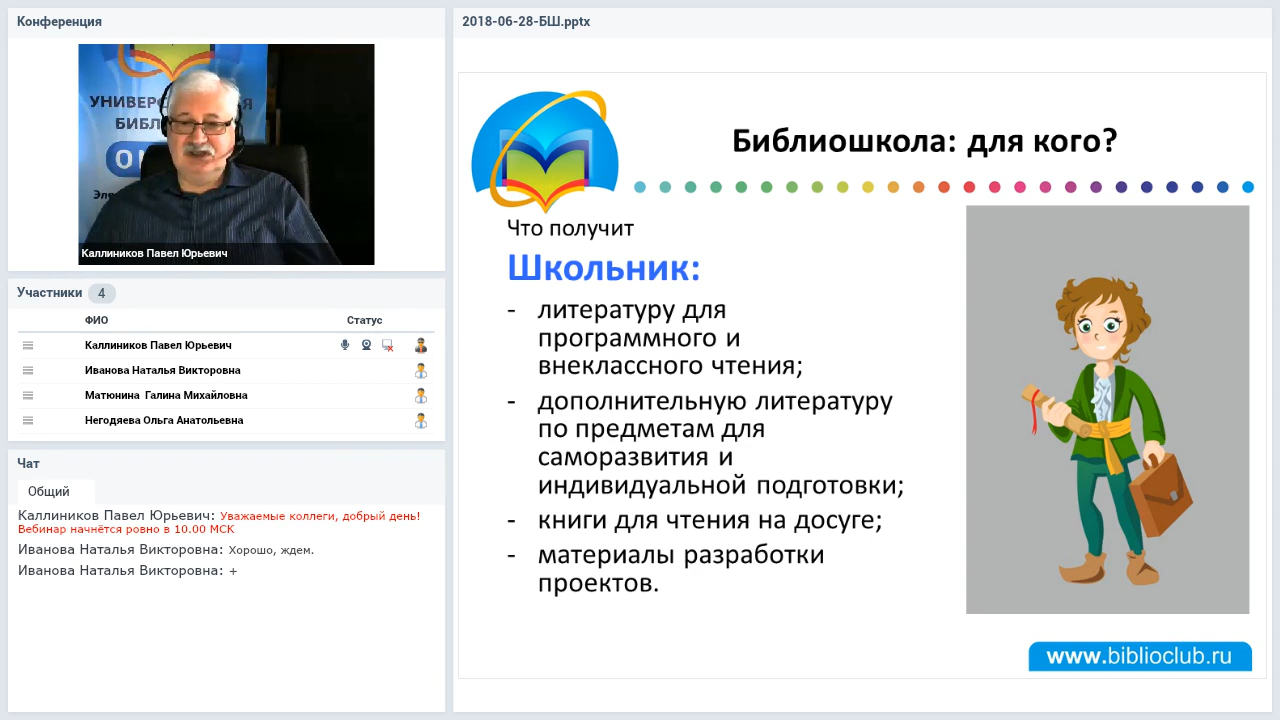 Конференция
УНИВЕРС
АЯ
БИБЛ
Каллиников Павел Юрьевич
Участники 4
ФИО Статус
Каллиников Павел Юрьевич
Иванова Наталья Викторовна
Матюнина Галина Михайловна
Негодяева Ольга Анатольевна
Чат
Общий
Каллиников Павел Юрьевич: Уважаемые коллеги, добрый день!
Вебинар начнётся ровно в 10.00 МСК
Иванова Наталья Викторовна: Хорошо, ждем.
Иванова Наталья Викторовна: +
2018-06-28-БШ.pptx
Библиошкола: для кого?
Что получит
Школьник:
- литературу для
программного и
внеклассного чтения;
- дополнительную литературу
по предметам для
саморазвития и
индивидуальной подготовки;
- книги для чтения на досуге;
- материалы разработки
проектов.
www.biblioclub.ru